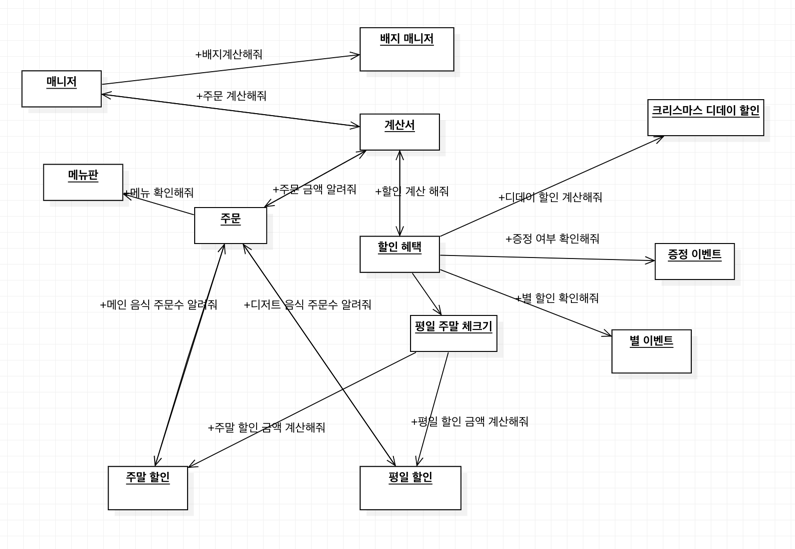 배지 매니저
+배지계산해줘
매니저
+주문 계산해줘
계산서
크리스마스 디데이 할인
메뉴판
+메뉴 확인해줘
+주문 금액 알려줘
+할인 계산 해줘
+디데이 할인 계산해줘
주문
할인 혜택
+증정 여부 확인해줘
증정 이벤트
+메인 음식 주문수 알려줘
+디저트 음식 주문수 알려줘
+별 할인 확인해줘
평일 주말 체크기
별 이벤트
+주말 할인 금액 계산해줘
+평일 할인 금액 계산해줘
주말 할인
평일 할인